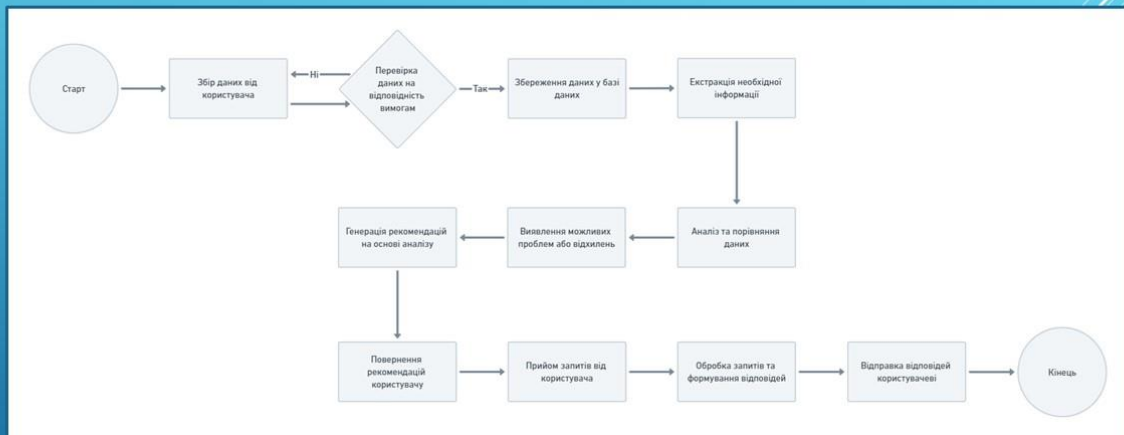 Старт
Збір даних від
користувача
Ні
Перевірка
даних на
відповідність
вимогам
Так
Збереження даних у базі
даних
Екстракція необхідної
інформації
Генерація рекомендацій
на основі аналізу
Виявлення можливих
проблем або відхилень
Аналіз та порівняння
даних
Повернення
рекомендацій
користувачу
Прийом запитів від
користувача
Обробка запитів та
формування відповідей
Відправка відповідей
користувачеві
Кінець